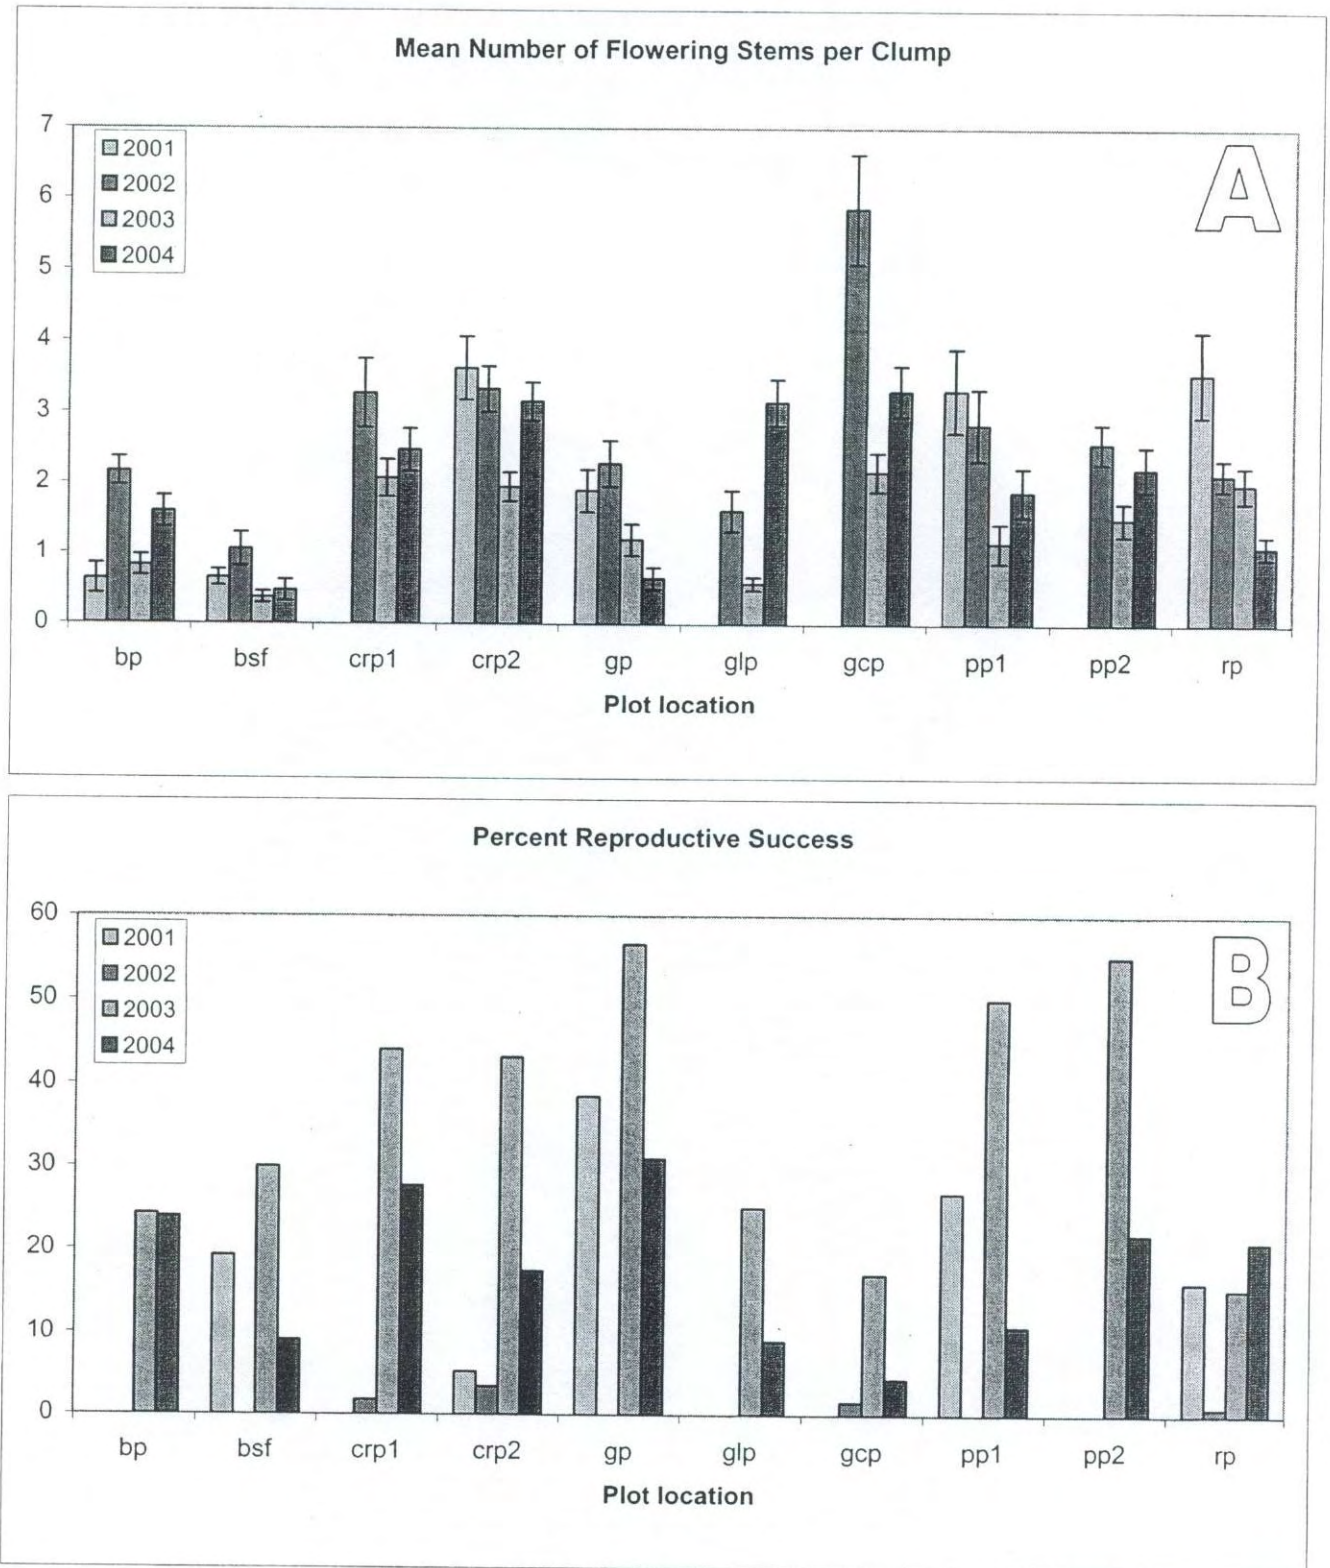 Mean Number of Flowering Stems per Clump
7
6
5
4
3
2
1
0
2001
2002
2003
2004
A
bp bsf crp1 crp2 gp glp gcp pp1 pp2 rp
Plot location
Percent Reproductive Success
60
50
40
30
20
10
0
2001
2002
2003
2004
B
bp bsf crp1 crp2 gp glp gcp pp1 pp2 rp
Plot location